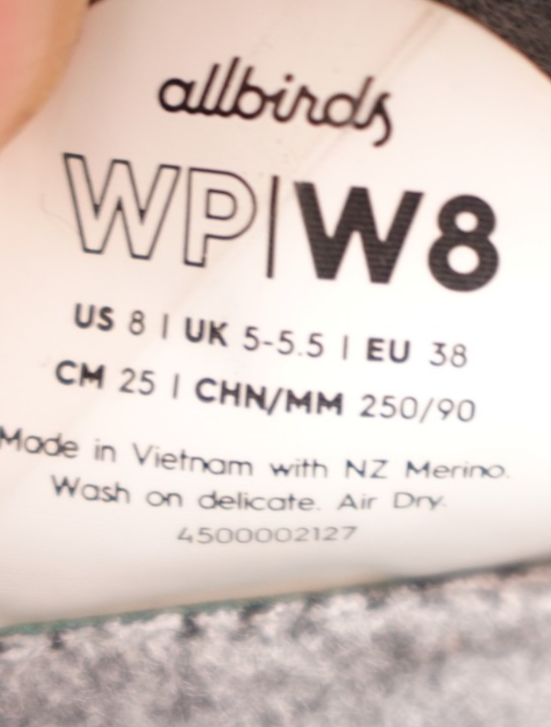 allbirds
WP|W8
US 8 | UK 5-5.5 | EU 38
CM 25 | CHN/MM 250/90
Made in Vietnam with NZ Merino.
Wash on delicate. Air Dry.
4500002127